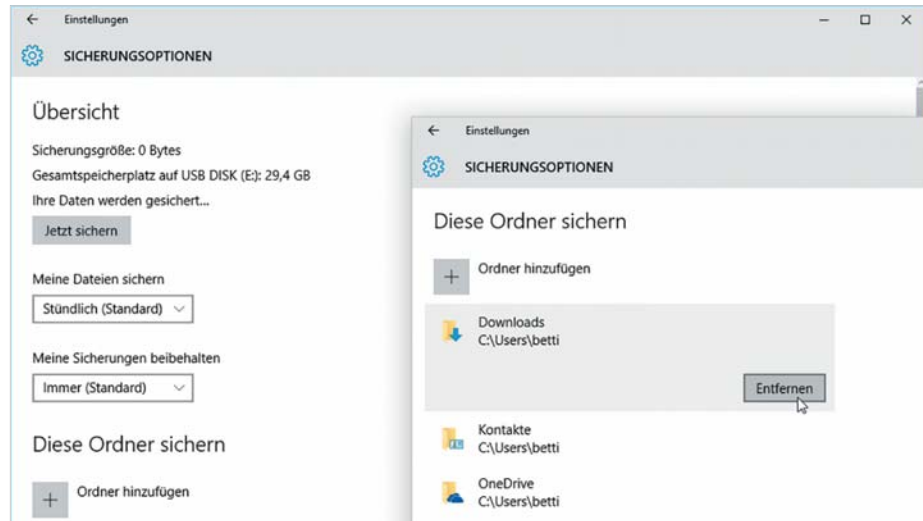 Einstellungen
SICHERUNGSOPTIONEN
Übersicht
Sicherungsgröße: 0 Bytes
Gesamtspeicherplatz auf USB DISK (E:): 29,4 GB
Ihre Daten werden gesichert...
Jetzt sichern
Meine Dateien sichern
Stündlich (Standard)
Meine Sicherungen beibehalten
Immer (Standard)
Diese Ordner sichern
Ordner hinzufügen
Einstellungen
SICHERUNGSOPTIONEN
Diese Ordner sichern
Ordner hinzufügen
Downloads
C:\Users\betti
Entfernen
Kontakte
C:\Users\betti
OneDrive
C:\Users\betti